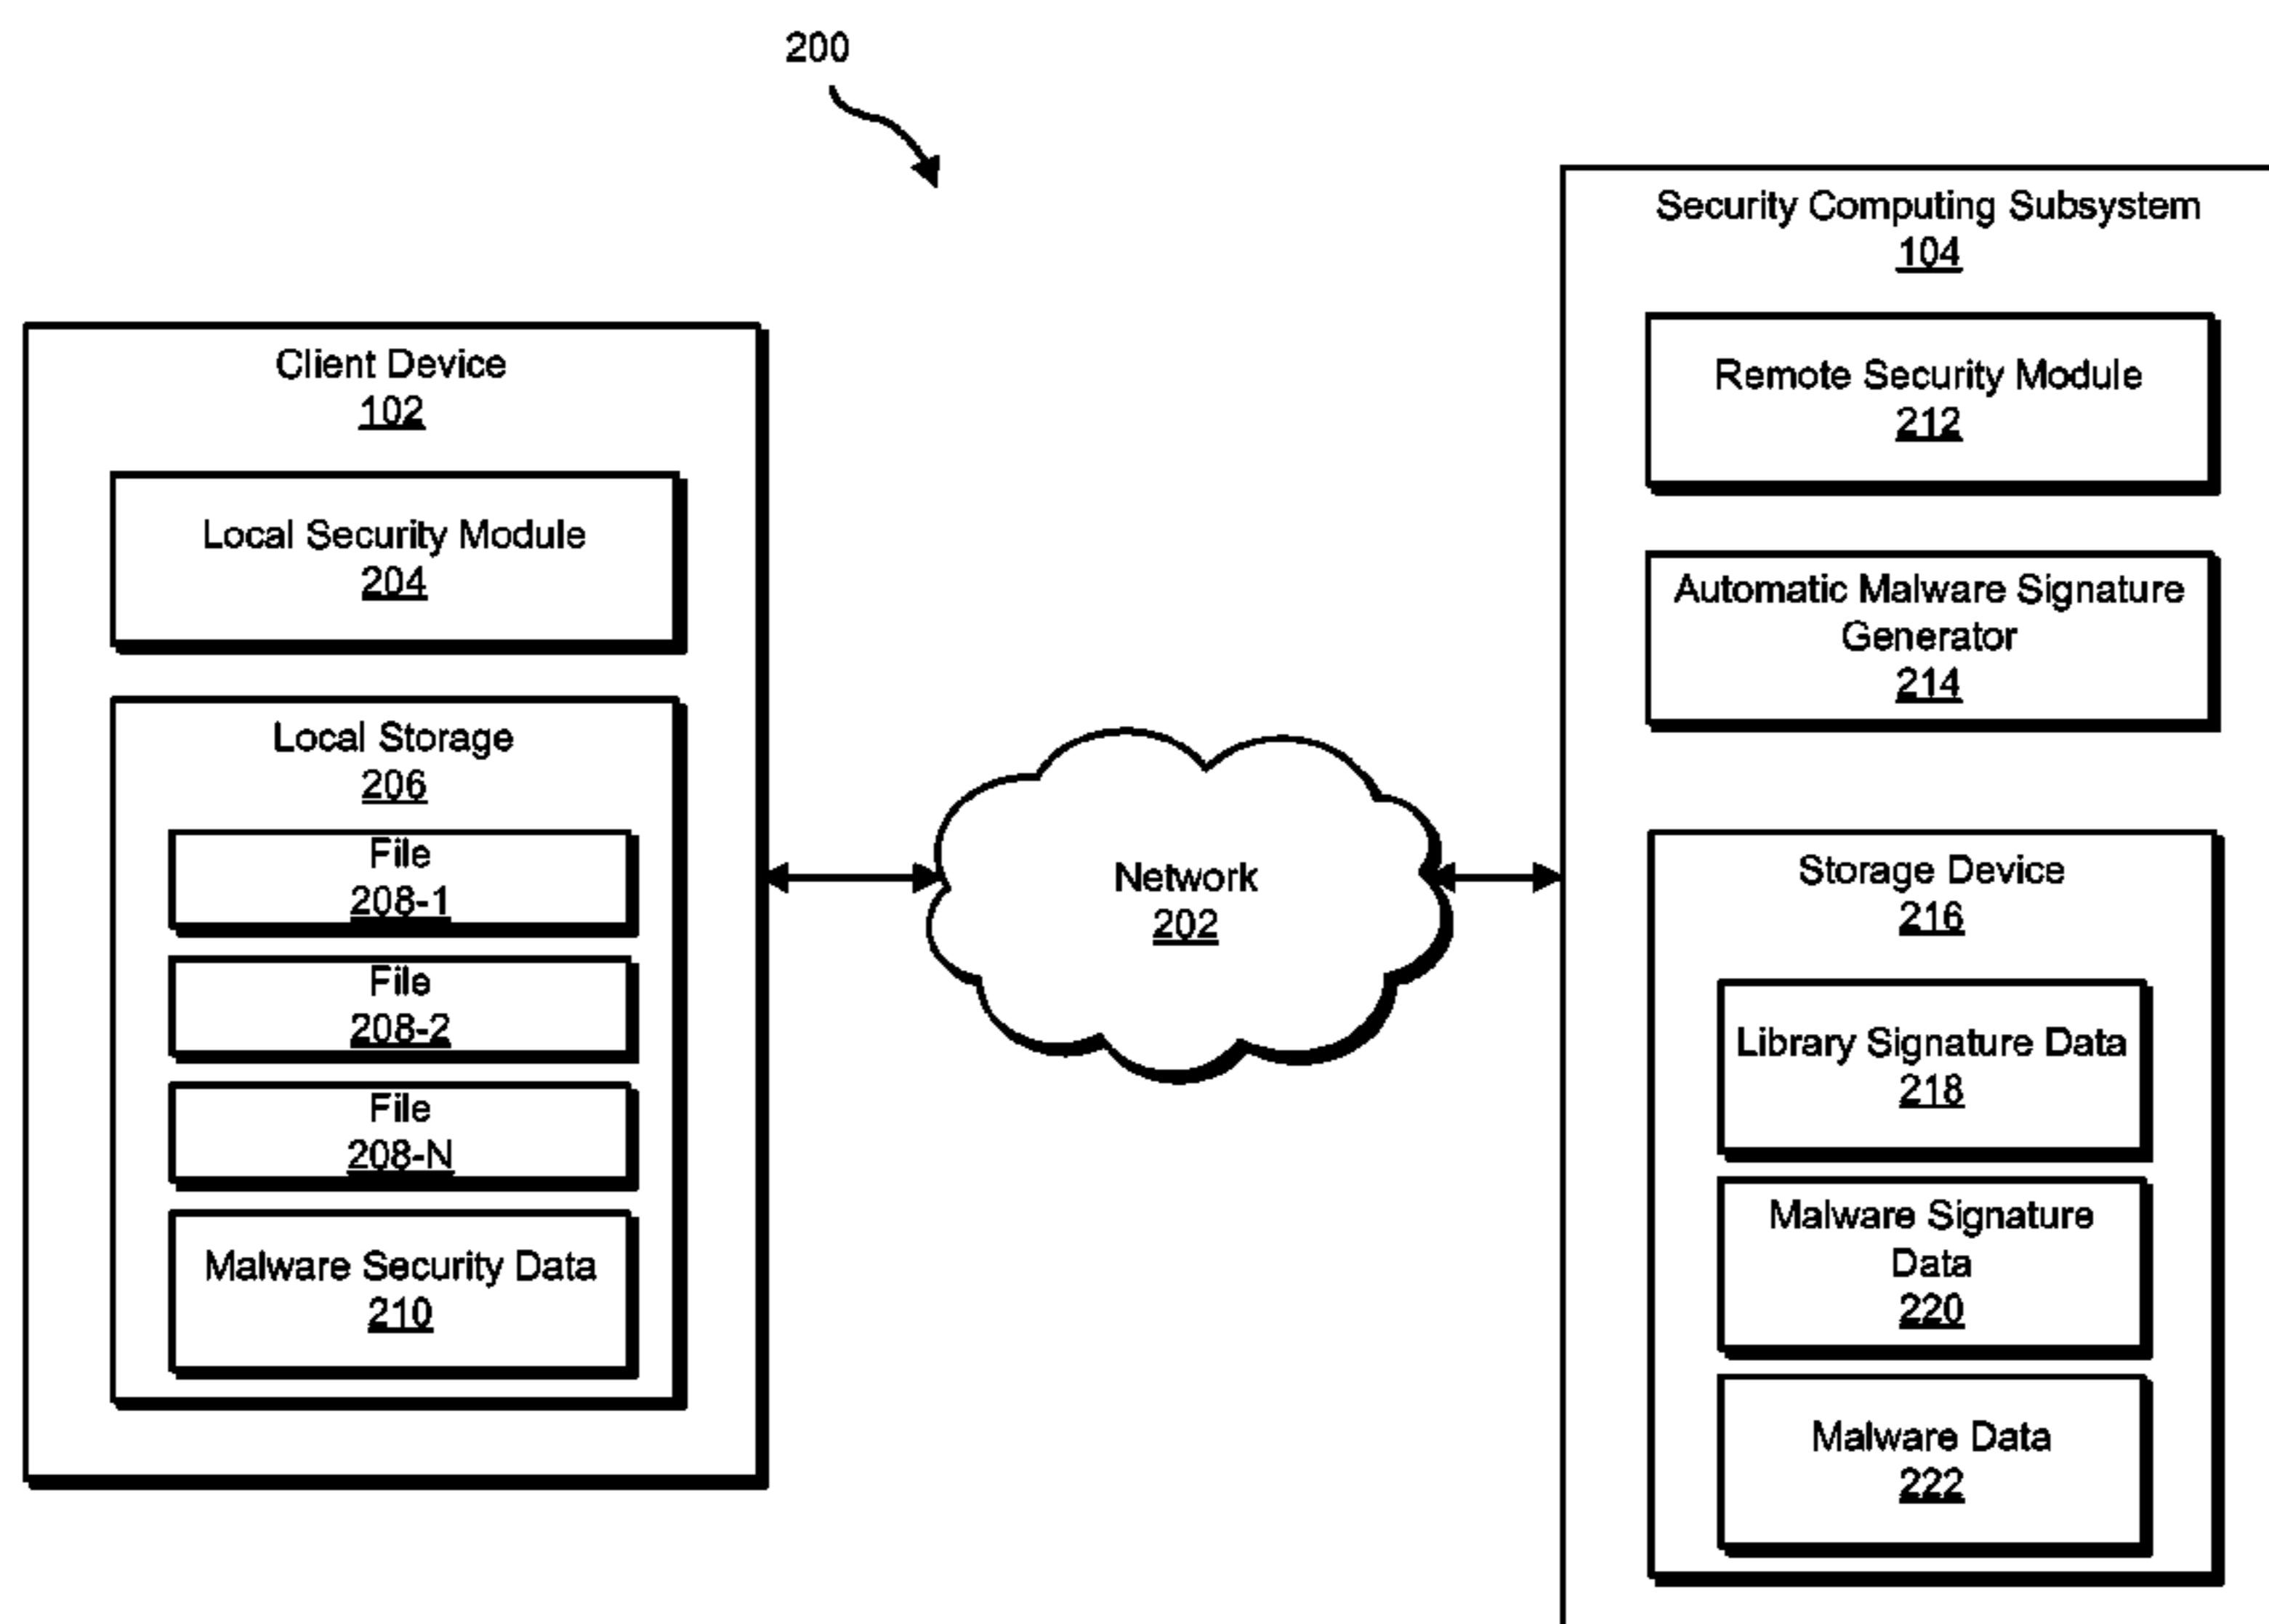 200
Client Device
102
Local Security Module
204
Local Storage
206
File
208-1
File
208-2
File
208-N
Malware Security Data
210
Network
202
Security Computing Subsystem
104
Remote Security Module
212
Automatic Malware Signature
Generator
214
Storage Device
216
Library Signature Data
218
Malware Signature
Data
220
Malware Data
222